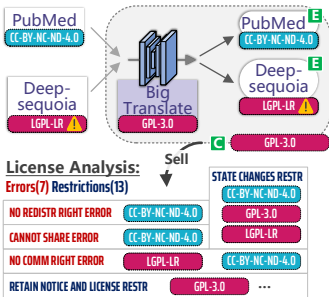 PubMed
CC-BY-NC-ND-4.0
Deep-
sequoia
LGPL-LR
Big
Translate
GPL-3.0
PubMed
E
CC-BY-NC-ND-4.0
Deep-
sequoia
E
LGPL-LR
C
GPL-3.0
Sell
License Analysis:
Errors(7) Restrictions(13)
STATE CHANGES RESTR
CC-BY-NC-ND-4.0
GPL-3.0
LGPL-LR
NO REDISTR RIGHT ERROR CC-BY-NC-ND-4.0
CANNOT SHARE ERROR CC-BY-NC-ND-4.0
NO COMM RIGHT ERROR LGPL-LR CC-BY-NC-ND-4.0
RETAIN NOTICE AND LICENSE RESTR GPL-3.0 ...